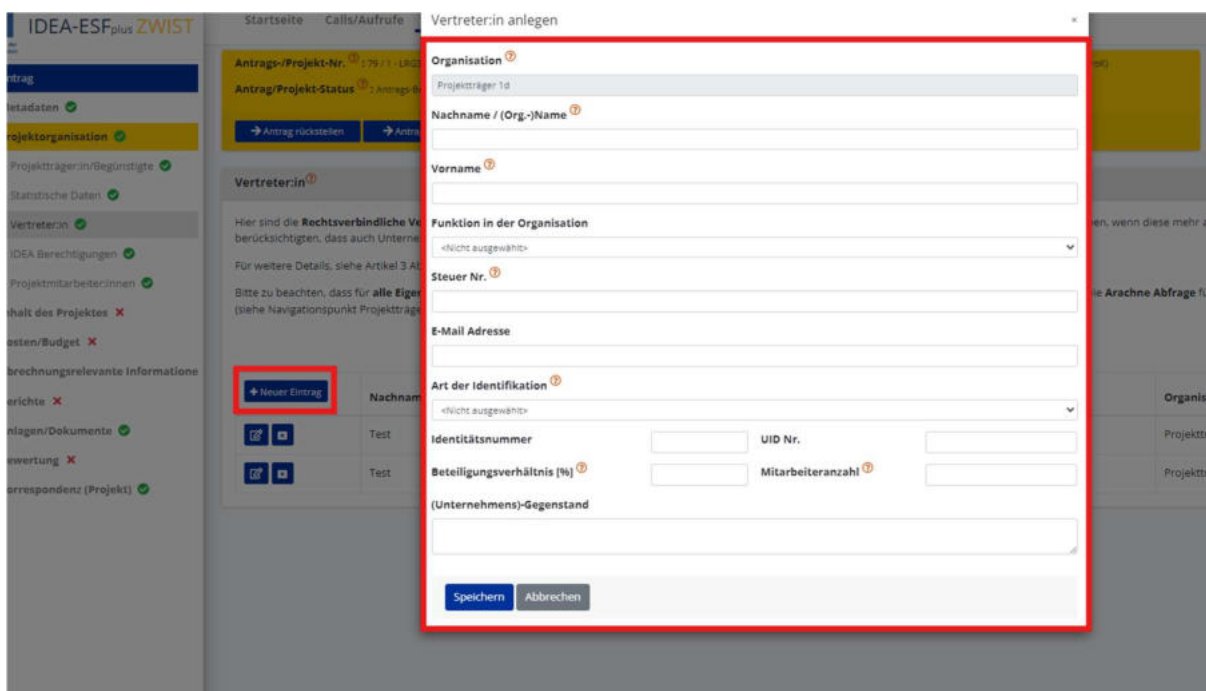 IDEA-ESFplus ZWIST
Startseite Calls/Aufrufe
ntrag
letadaten
rojektorganisation
Projektträger:in/Begünstigte
Statistische Daten
Vertreter:in
IDEA Berechtigungen
Projektmitarbeiter:innen
nhalt des Projektes
osten/Budget
brechnungsrelevante Informatione
erichte
nlagen/Dokumente
ewertung
orrespondenz (Projekt)
Antrags-/Projekt-Nr. : 79 / 1 -
Antrag/Projekt-Status :
Antrag rückstellen Antra
Vertreter:in
Hier sind die Rechtsverbindliche Ve
en, wenn diese mehr a
berücksichtigten, dass auch Unterne
Für weitere Details, siehe Artikel 3 Ab
Bitte zu beachten, dass für alle Eiger
ie Arachne Abfrage fü
(siehe Navigationspunkt Projektträge
+ Neuer Eintrag Nachnam Organis
Test Projektt
Test Projektt
Vertreter:in anlegen ×
Organisation
Projektträger 1d
Nachname / (Org.-)Name
Vorname
Funktion in der Organisation
<Nicht ausgewählt>
Steuer Nr.
E-Mail Adresse
Art der Identifikation
<Nicht ausgewählt>
Identitätsnummer UID Nr.
Beteiligungsverhältnis [%] Mitarbeiteranzahl
(Unternehmens)-Gegenstand
Speichern Abbrechen